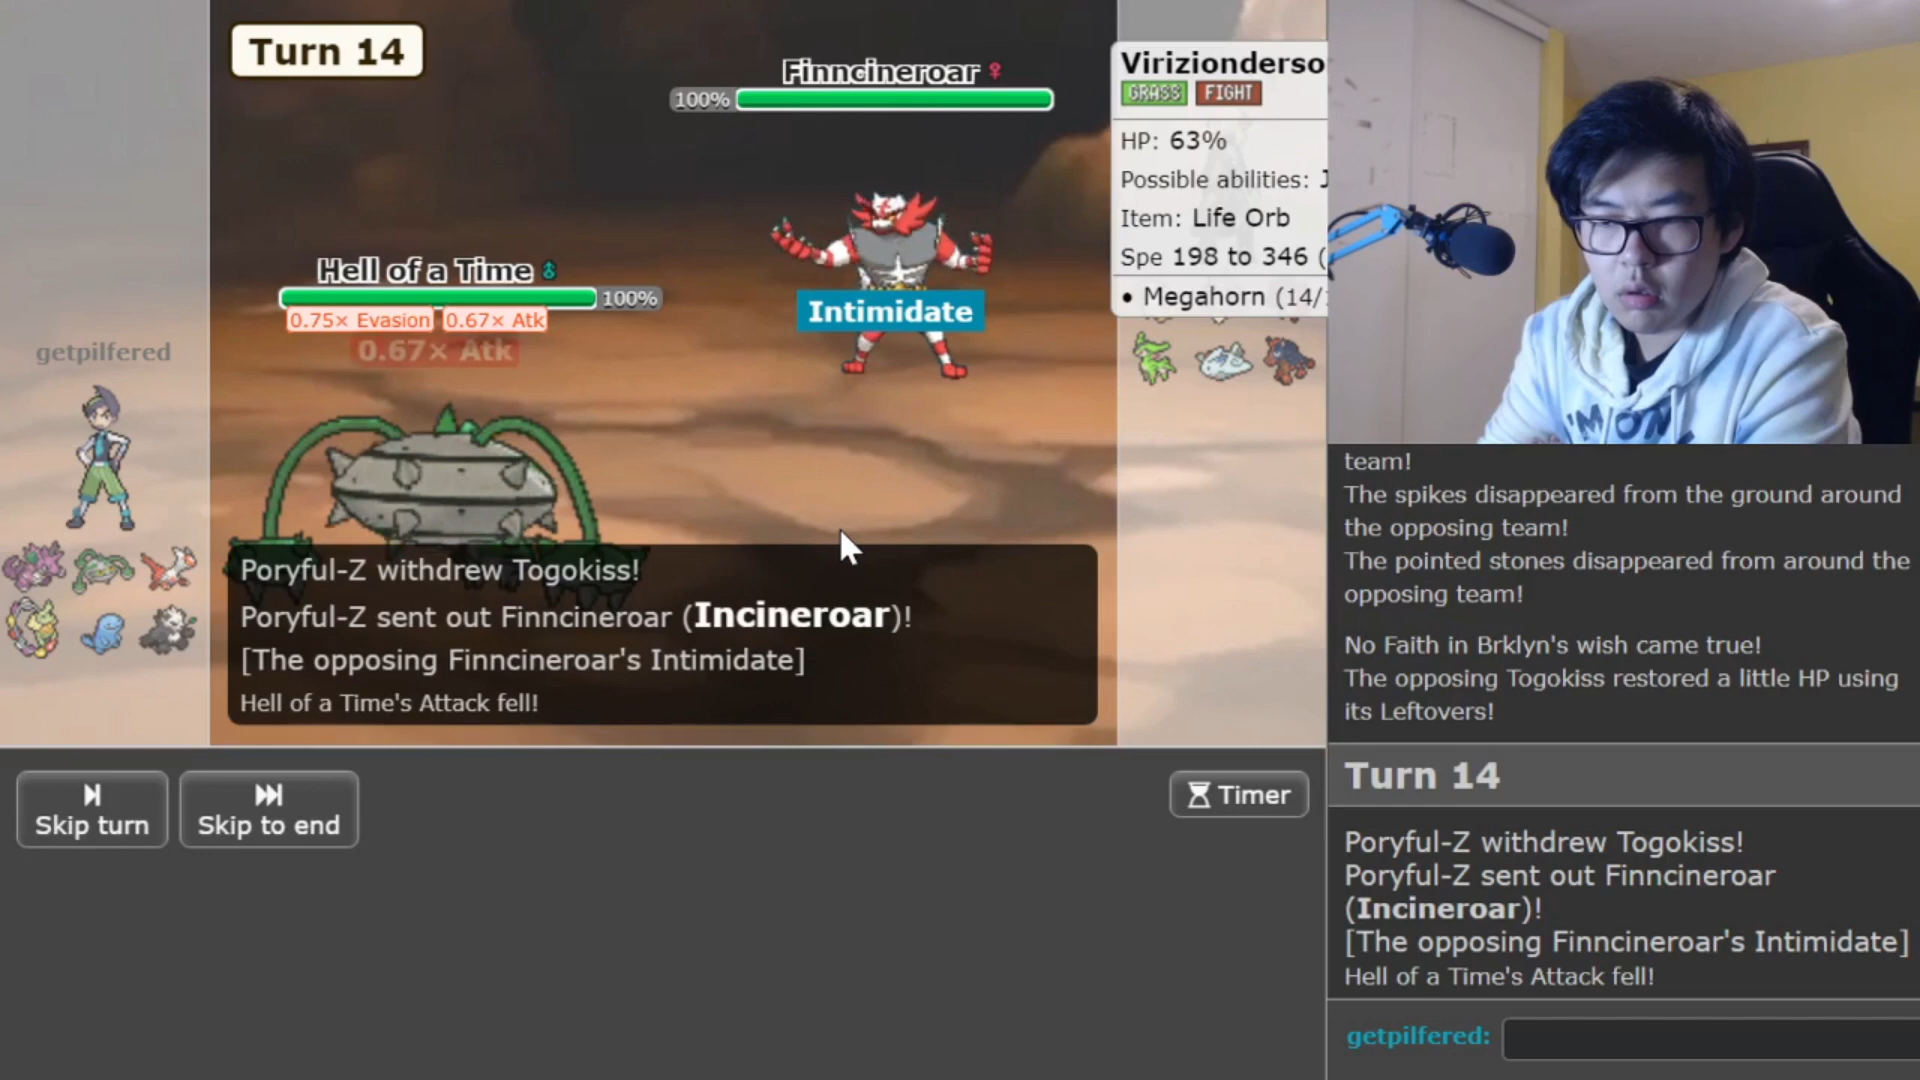 Turn 14
Finncineroar
100%
Virizionderso
GRASS FIGHT
HP: 63%
Possible abilities: J
Item: Life Orb
Spe 198 to 346 (
• Megahorn (14/
Hell of a Time
100%
0.75× Evasion 0.67× Atk
0.67× Atk
Intimidate
getpilfered
Poryful-Z withdrew Togokiss!
Poryful-Z sent out Finncineroar (Incineroar)!
[The opposing Finncineroar's Intimidate]
Hell of a Time's Attack fell!
Skip turn
Skip to end
Timer
I'M ON
team!
The spikes disappeared from the ground around
the opposing team!
The pointed stones disappeared from around the
opposing team!
No Faith in Brklyn's wish came true!
The opposing Togokiss restored a little HP using
its Leftovers!
Turn 14
Poryful-Z withdrew Togokiss!
Poryful-Z sent out Finncineroar
(Incineroar)!
[The opposing Finncineroar's Intimidate]
Hell of a Time's Attack fell!
getpilfered: